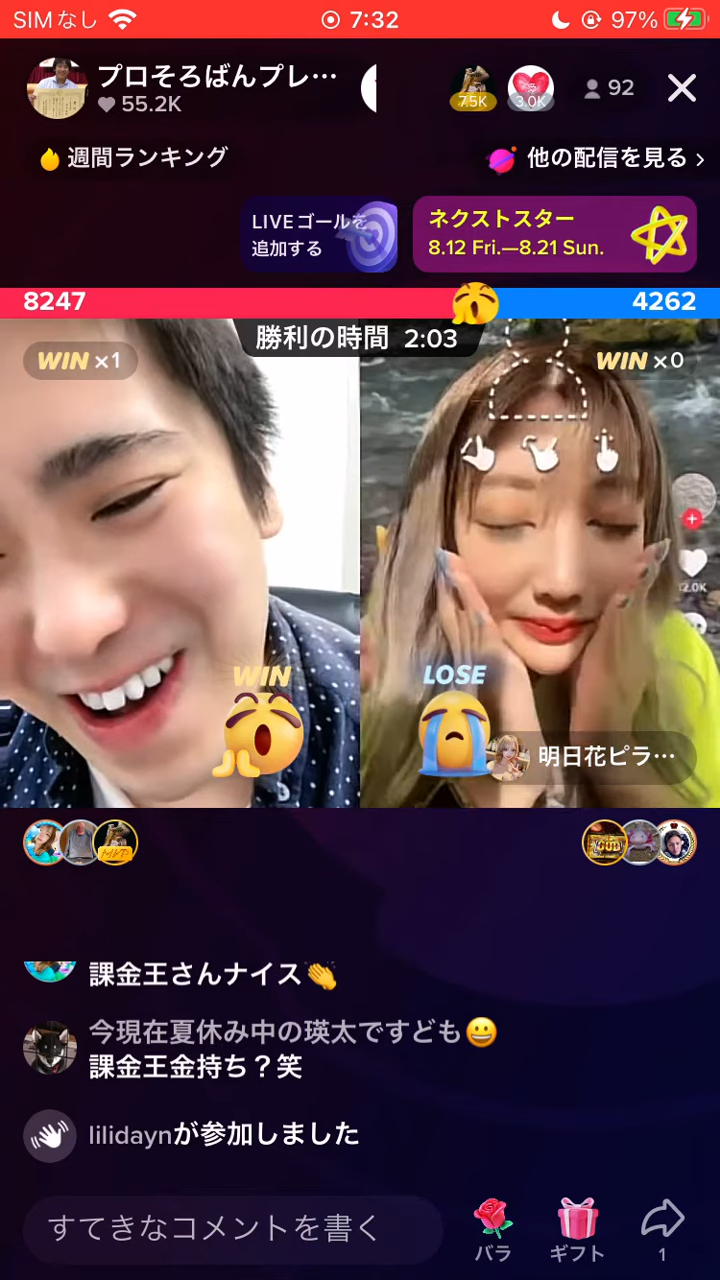 SIMなし
7:32
97%
プロそろばんプレ…
55.2K
7.5K
3.0K
92
週間ランキング
他の配信を見る
LIVEゴールを
追加する
ネクストスター
8.12 Fri.—8.21 Sun.
8247
4262
WIN x1
勝利の時間 2:03
WIN x0
2.0K
WIN
LOSE
明日花ピラ…
課金王さんナイス👏
今現在夏休み中の瑛太ですども😀
課金王金持ち？笑
lilidaynが参加しました
すてきなコメントを書く
バラ
ギフト
1